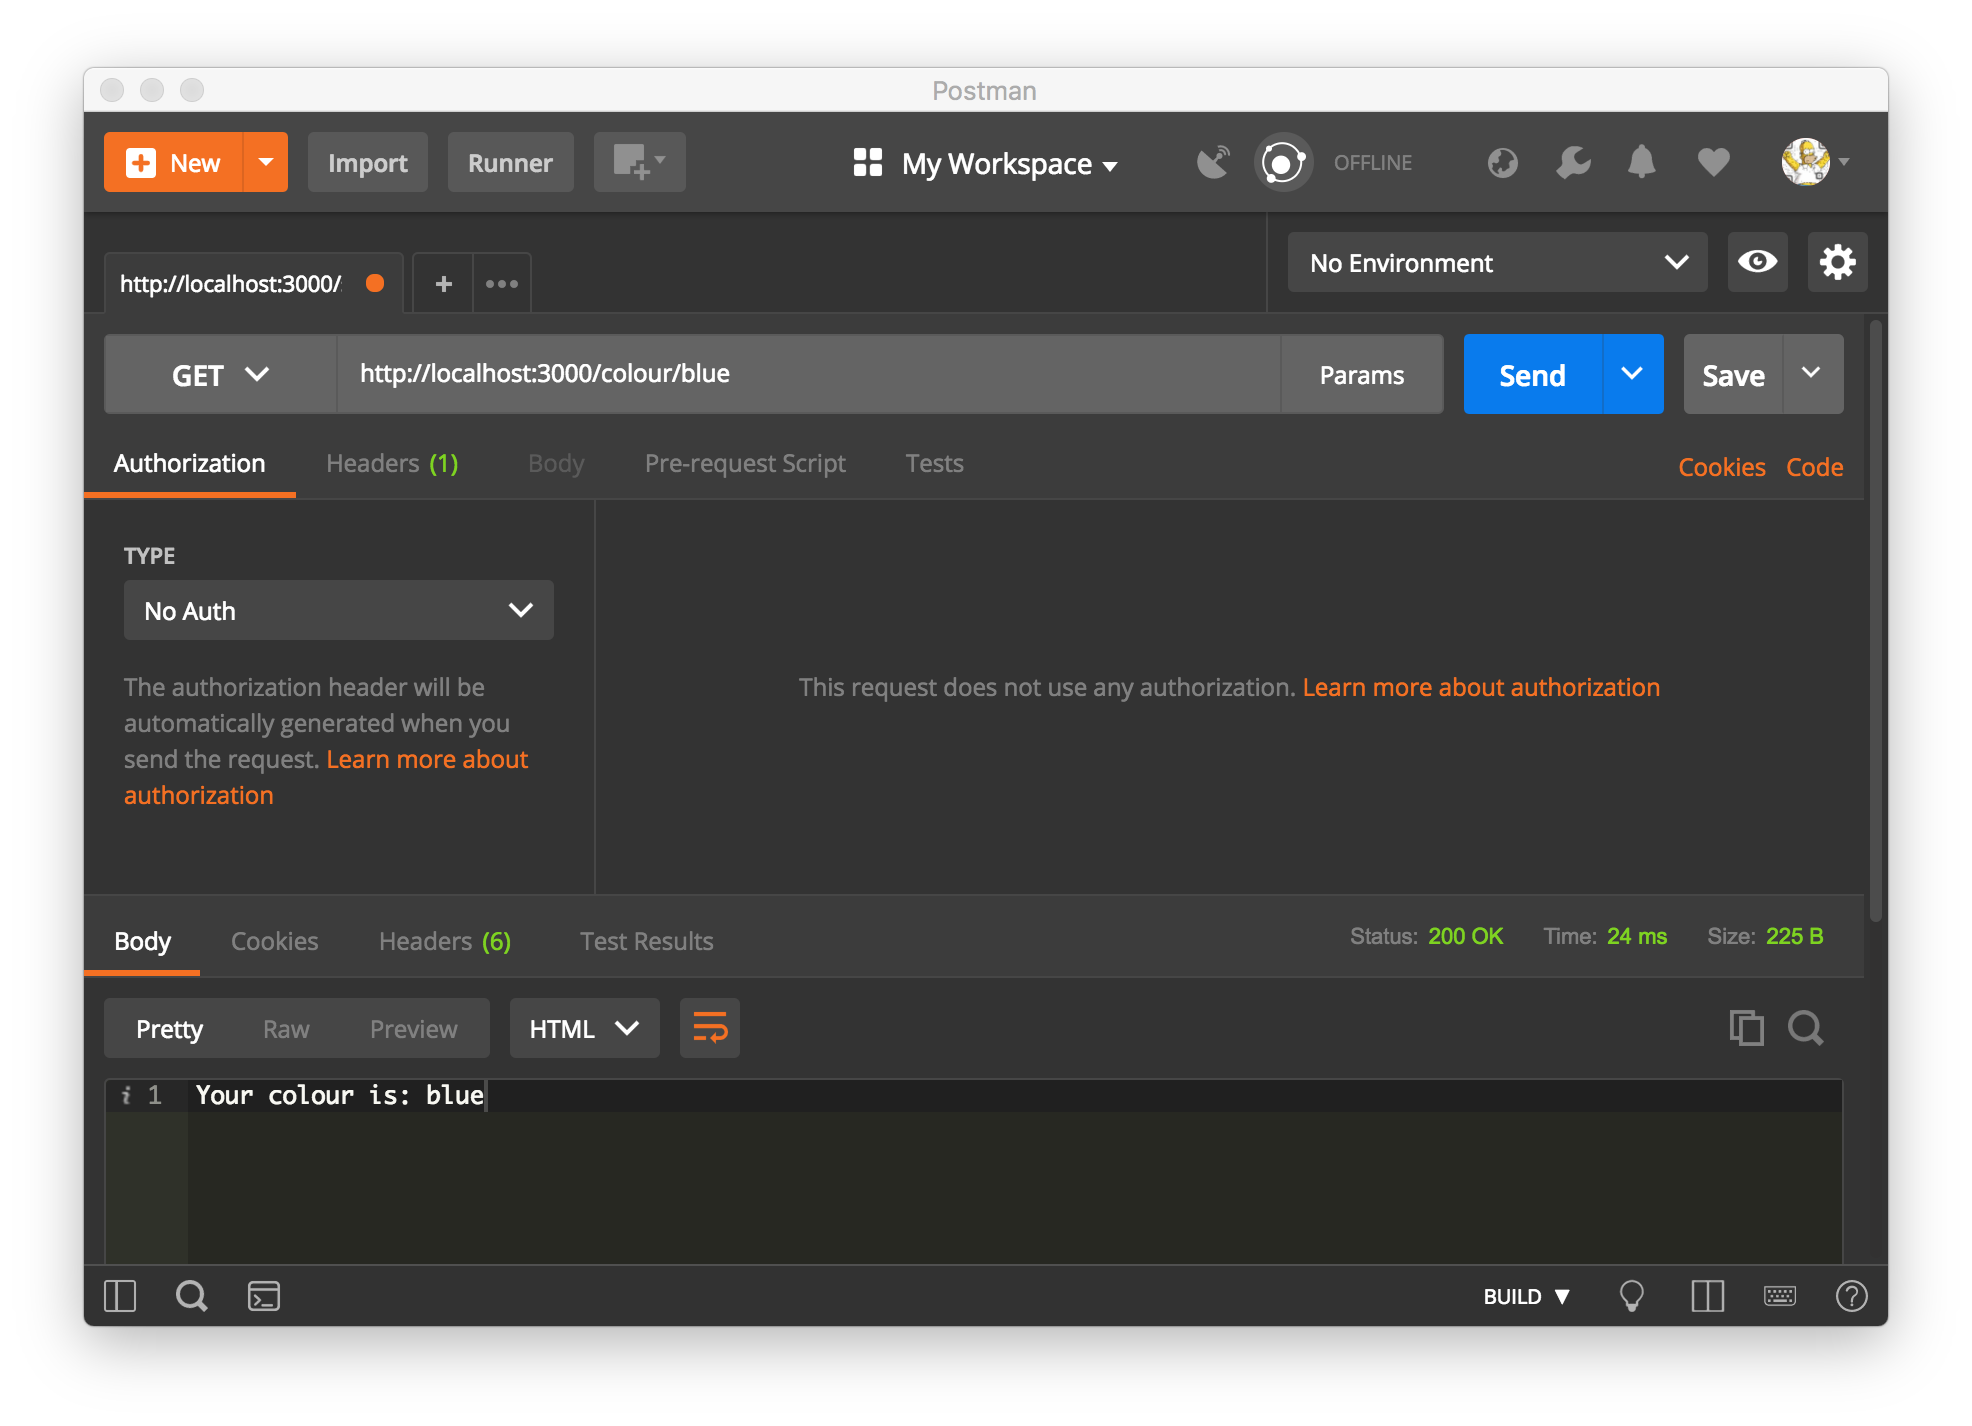 Postman
New
Import
Runner
My Workspace
OFFLINE
http://localhost:3000/
No Environment
GET
http://localhost:3000/colour/blue
Params
Send
Save
Authorization
Headers (1)
Body
Pre-request Script
Tests
Cookies
Code
TYPE
No Auth
The authorization header will be
automatically generated when you
send the request. Learn more about
authorization
This request does not use any authorization. Learn more about authorization
Body
Cookies
Headers (6)
Test Results
Status: 200 OK
Time: 24 ms
Size: 225 B
Pretty
Raw
Preview
HTML
i 1 Your colour is: blue
BUILD